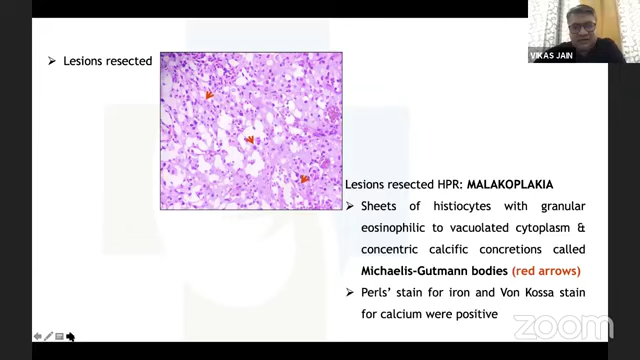 VIKAS JAIN
➢ Lesions resected
Lesions resected HPR: MALAKOPLAKIA
➢ Sheets of histiocytes with granular
eosinophilic to vacuolated cytoplasm &
concentric calcific concretions called
Michaelis-Gutmann bodies (red arrows)
➢ Perls’ stain for iron and Von Kossa stain
for calcium were positive
zoom